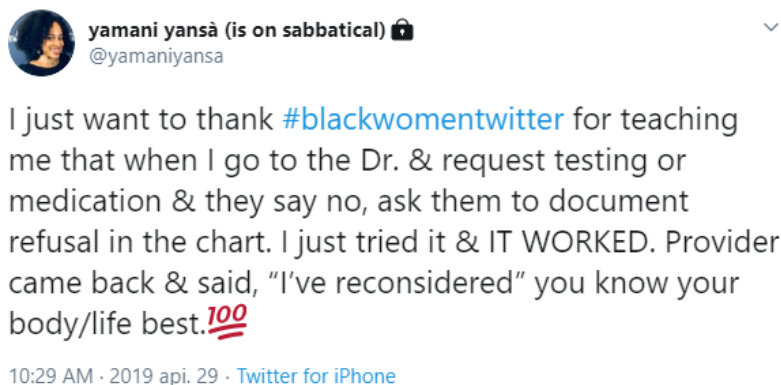 yamani yansà (is on sabbatical)
@yamaniyansa
I just want to thank #blackwomentwitter for teaching
me that when I go to the Dr. & request testing or
medication & they say no, ask them to document
refusal in the chart. I just tried it & IT WORKED. Provider
came back & said, “I’ve reconsidered” you know your
body/life best.💯
10:29 AM · 2019 api. 29 · Twitter for iPhone